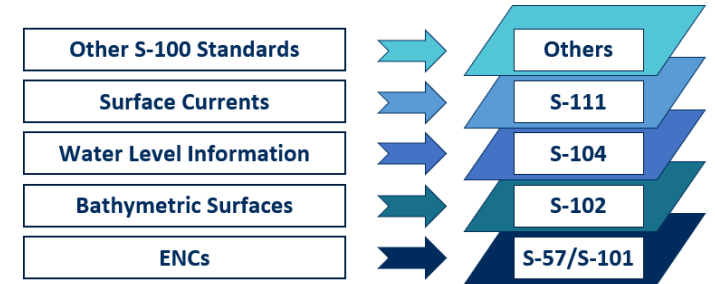 Other S-100 Standards
Others
Surface Currents
S-111
Water Level Information
S-104
Bathymetric Surfaces
S-102
ENCs
S-57/S-101